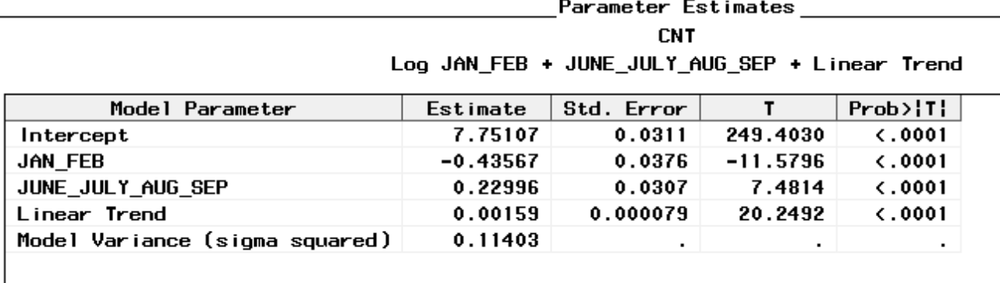 Parameter Estimates
CNT
Log JAN_FEB + JUNE_JULY_AUG_SEP + Linear Trend
Model Parameter Estimate Std. Error T Prob>|T|
Intercept 7.75107 0.0311 249.4030 <.0001
JAN_FEB -0.43567 0.0376 -11.5796 <.0001
JUNE_JULY_AUG_SEP 0.22996 0.0307 7.4814 <.0001
Linear Trend 0.00159 0.000079 20.2492 <.0001
Model Variance (sigma squared) 0.11403 . . .